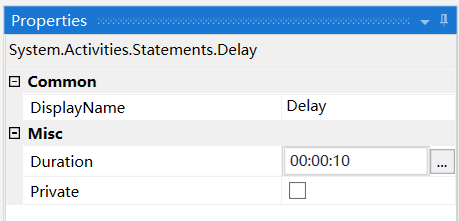 Properties
System.Activities.Statements.Delay
Common
DisplayName Delay
Misc
Duration 00:00:10 ...
Private